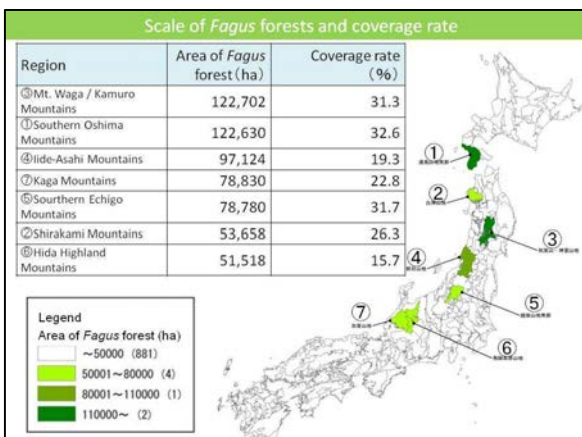 Scale of Fagus forests and coverage rate
Region
Area of Fagus
forest(ha)
Coverage rate
(%)
③Mt. Waga / Kamuro
Mountains
122,702
31.3
①Southern Oshima
Mountains
122,630
32.6
④Iide-Asahi Mountains
97,124
19.3
⑦Kaga Mountains
78,830
22.8
⑤Sourthern Echigo
Mountains
78,780
31.7
②Shirakami Mountains
53,658
26.3
⑥Hida Highland
Mountains
51,518
15.7
①
②
③
④
⑤
⑦
⑥
Legend
Area of Fagus forest (ha)
~50000 (881)
50001~80000 (4)
80001~110000 (1)
110000~ (2)